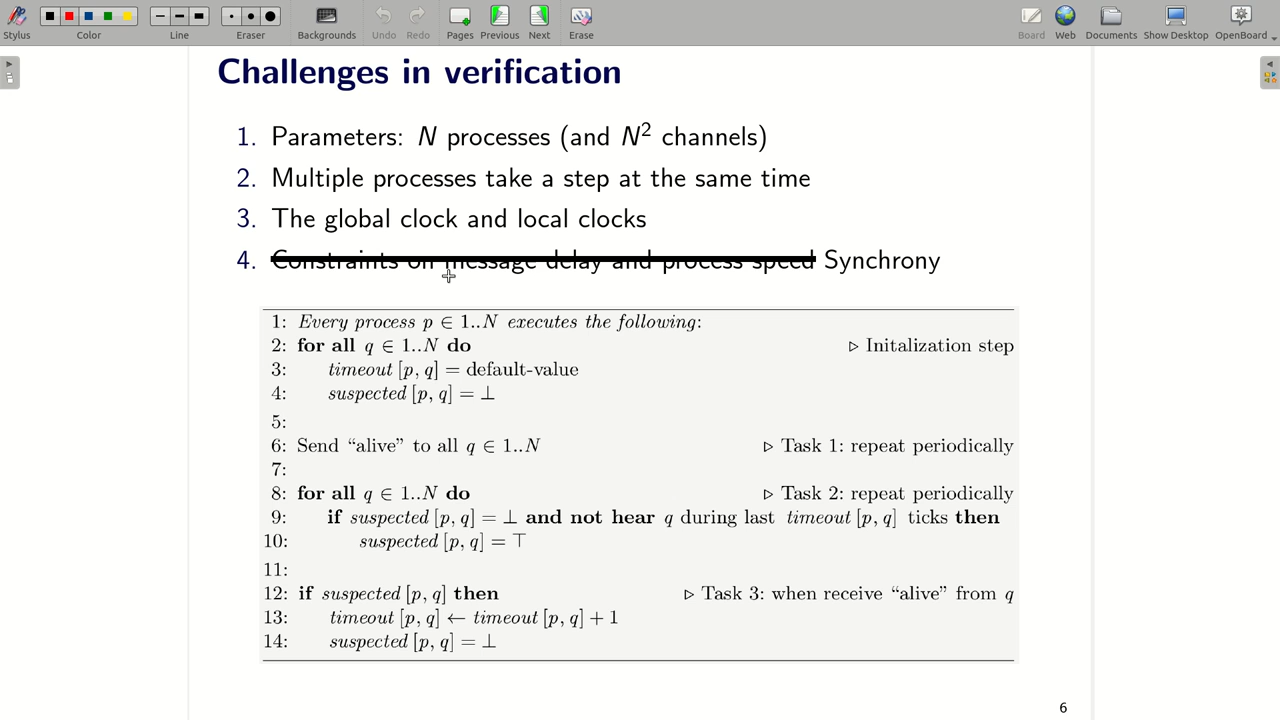 Stylus Color Line Eraser Backgrounds Undo Redo Pages Previous Next Erase Board Web Documents Show Desktop OpenBoard
Challenges in verification
1. Parameters: N processes (and N² channels)
2. Multiple processes take a step at the same time
3. The global clock and local clocks
4. Constraints on message delay and process speed Synchrony
1: Every process p ∈ 1..N executes the following:
2: for all q ∈ 1..N do ▷ Initalization step
3: timeout [p, q] = default-value
4: suspected [p, q] = ⊥
5:
6: Send “alive” to all q ∈ 1..N ▷ Task 1: repeat periodically
7:
8: for all q ∈ 1..N do ▷ Task 2: repeat periodically
9: if suspected [p, q] = ⊥ and not hear q during last timeout [p, q] ticks then
10: suspected [p, q] = ⊤
11:
12: if suspected [p, q] then ▷ Task 3: when receive “alive” from q
13: timeout [p, q] ← timeout [p, q] + 1
14: suspected [p, q] = ⊥
6